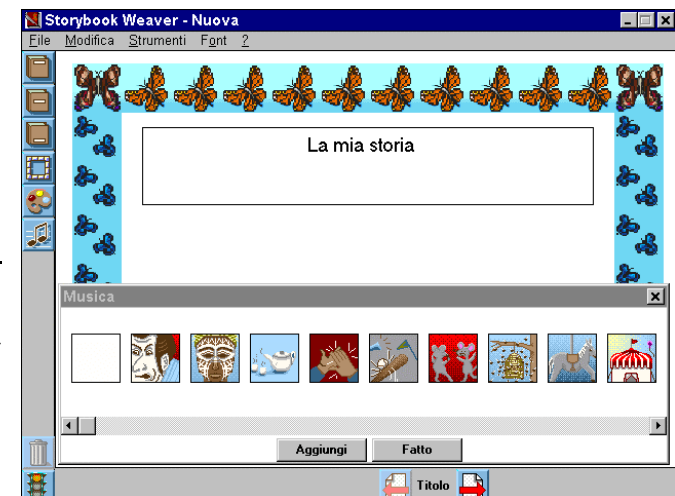 Storybook Weaver - Nuova
File Modifica Strumenti Font ?
La mia storia
Musica
Aggiungi Fatto
Titolo